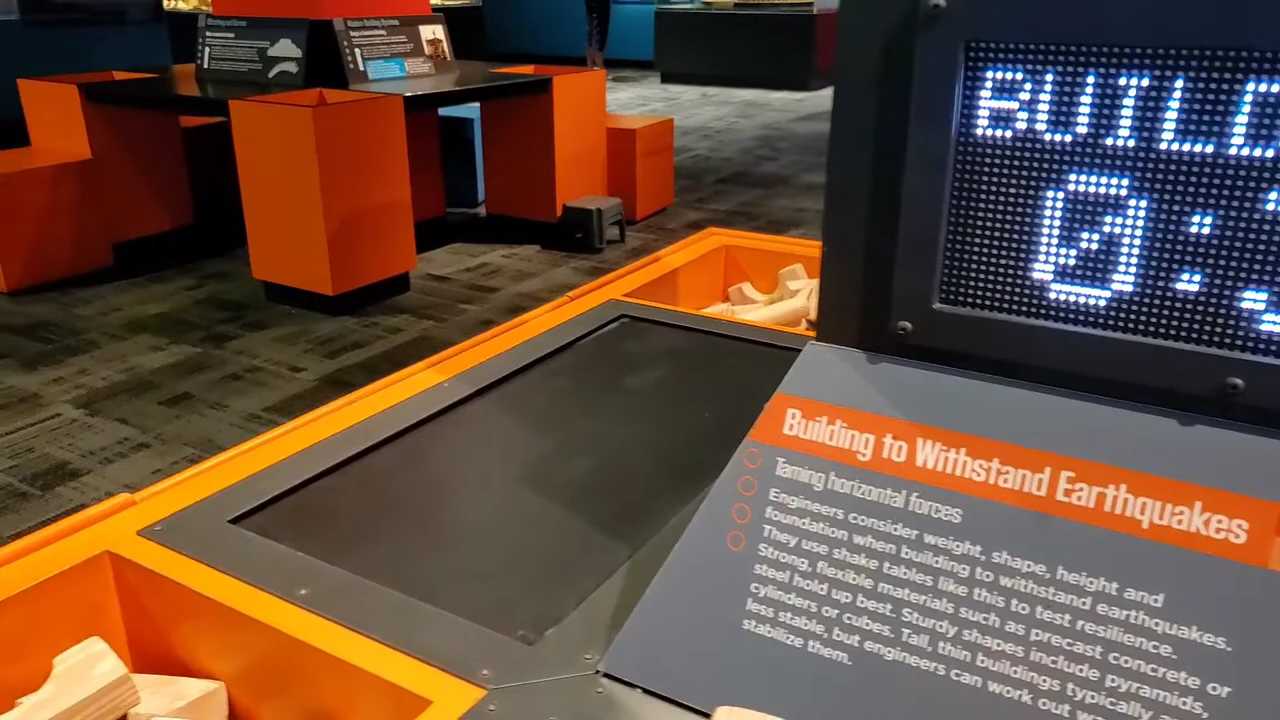 BUILD
0:
Building to Withstand Earthquakes
Taming horizontal forces
Engineers consider weight, shape, height and
foundation when building to withstand earthquakes.
They use shake tables like this to test resilience.
Strong, flexible materials such as precast concrete or
steel hold up best. Sturdy shapes include pyramids,
cylinders or cubes. Tall, thin buildings typically
less stable, but engineers can work out
stabilize them.